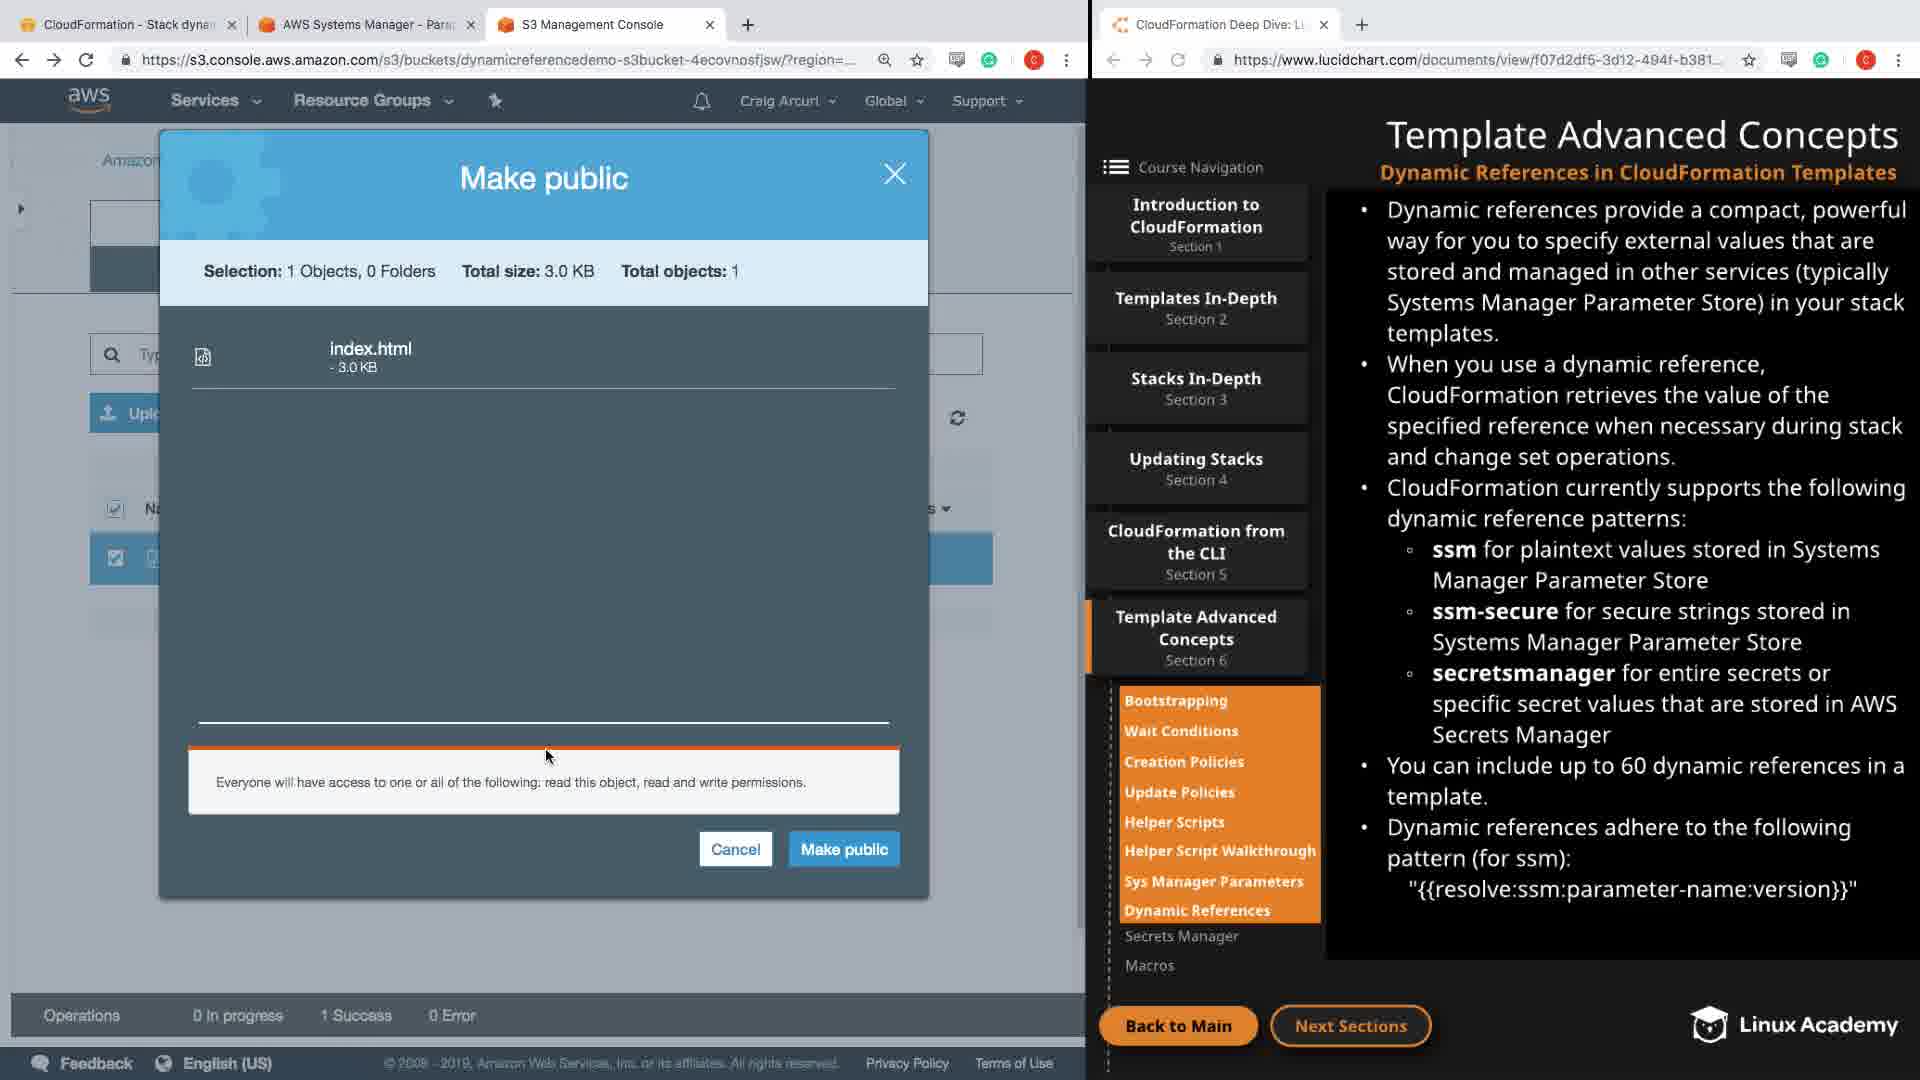 CloudFormation - Stack dynar
AWS Systems Manager - Para
S3 Management Console
CloudFormation Deep Dive: Li
https://s3.console.aws.amazon.com/s3/buckets/dynamicreferencedemo-s3bucket-4ecovnosfjsw/?region=...
https://www.lucidchart.com/documents/view/f07d2df5-3d12-494f-b381...
aws
Services
Resource Groups
Craig Arcuri
Global
Support
Amazon
Make public
Selection: 1 Objects, 0 Folders
Total size: 3.0 KB
Total objects: 1
index.html
- 3.0 KB
Typ
Uplo
Na
s
Everyone will have access to one or all of the following: read this object, read and write permissions.
Cancel
Make public
Operations
0 In progress
1 Success
0 Error
Feedback
English (US)
© 2008 - 2019, Amazon Web Services, Inc. or its affiliates. All rights reserved.
Privacy Policy
Terms of Use
Template Advanced Concepts
Dynamic References in CloudFormation Templates
Course Navigation
Introduction to
CloudFormation
Section 1
Templates In-Depth
Section 2
Stacks In-Depth
Section 3
Updating Stacks
Section 4
CloudFormation from
the CLI
Section 5
Template Advanced
Concepts
Section 6
Bootstrapping
Wait Conditions
Creation Policies
Update Policies
Helper Scripts
Helper Script Walkthrough
Sys Manager Parameters
Dynamic References
Secrets Manager
Macros
• Dynamic references provide a compact, powerful
way for you to specify external values that are
stored and managed in other services (typically
Systems Manager Parameter Store) in your stack
templates.
• When you use a dynamic reference,
CloudFormation retrieves the value of the
specified reference when necessary during stack
and change set operations.
• CloudFormation currently supports the following
dynamic reference patterns:
◦ ssm for plaintext values stored in Systems
Manager Parameter Store
◦ ssm-secure for secure strings stored in
Systems Manager Parameter Store
◦ secretsmanager for entire secrets or
specific secret values that are stored in AWS
Secrets Manager
• You can include up to 60 dynamic references in a
template.
• Dynamic references adhere to the following
pattern (for ssm):
"{{resolve:ssm:parameter-name:version}}"
Back to Main
Next Sections
Linux Academy